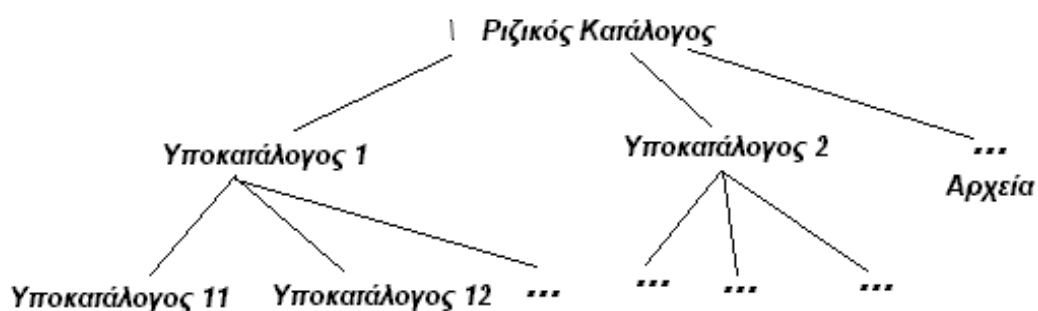 \ Ριζικός Κατάλογος
Υποκατάλογος 1 Υποκατάλογος 2 ...
Αρχεία
Υποκατάλογος 11 Υποκατάλογος 12 ... ... ... ...